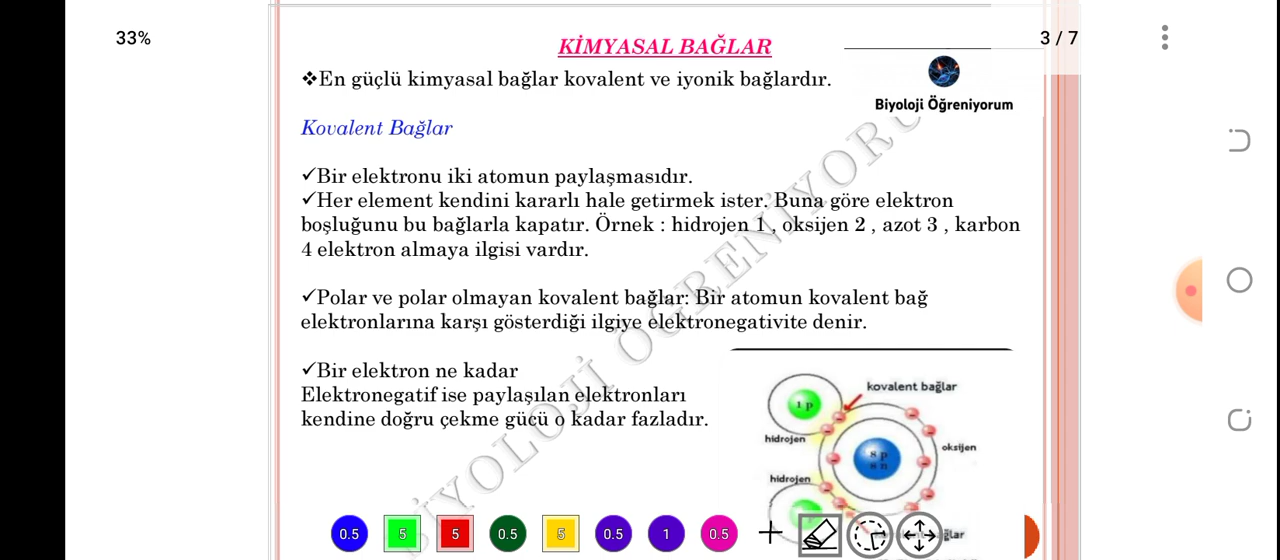 33%
KİMYASAL BAĞLAR
3 / 7
❖En güçlü kimyasal bağlar kovalent ve iyonik bağlardır.
Biyoloji Öğreniyorum
Kovalent Bağlar
✓Bir elektronu iki atomun paylaşmasıdır.
✓Her element kendini kararlı hale getirmek ister. Buna göre elektron
boşluğunu bu bağlarla kapatır. Örnek : hidrojen 1 , oksijen 2 , azot 3 , karbon
4 elektron almaya ilgisi vardır.
✓Polar ve polar olmayan kovalent bağlar: Bir atomun kovalent bağ
elektronlarına karşı gösterdiği ilgiye elektronegativite denir.
✓Bir elektron ne kadar
Elektronegatif ise paylaşılan elektronları
kendine doğru çekme gücü o kadar fazladır.
kovalent bağlar
1 p
hidrojen
oksijen
8 p
8 n
hidrojen
BİYOLOJİ ÖĞRENİYORU
0.5 5 5 0.5 5 0.5 1 0.5